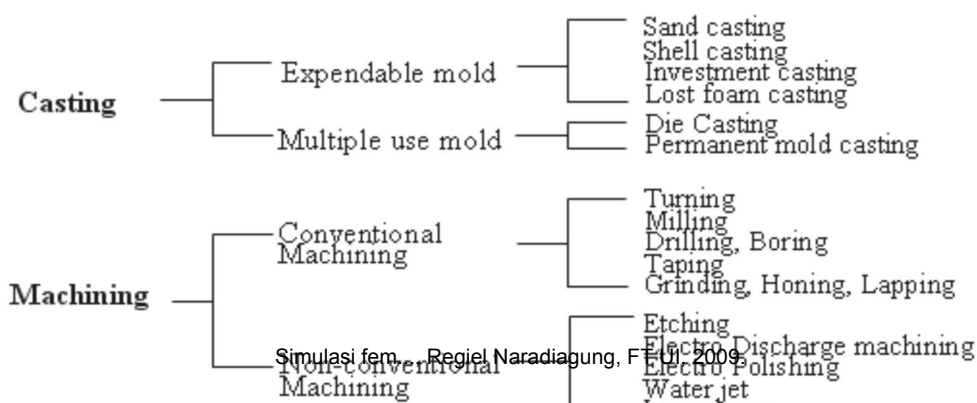 Casting
Expendable mold
Sand casting
Shell casting
Investment casting
Lost foam casting
Multiple use mold
Die Casting
Permanent mold casting
Machining
Conventional
Machining
Turning
Milling
Drilling, Boring
Taping
Grinding, Honing, Lapping
Non-conventional
Machining
Etching
Electro Discharge machining
Electro Polishing
Water jet
Simulasi fem..., Regiel Naradiagung, FT UI, 2009.